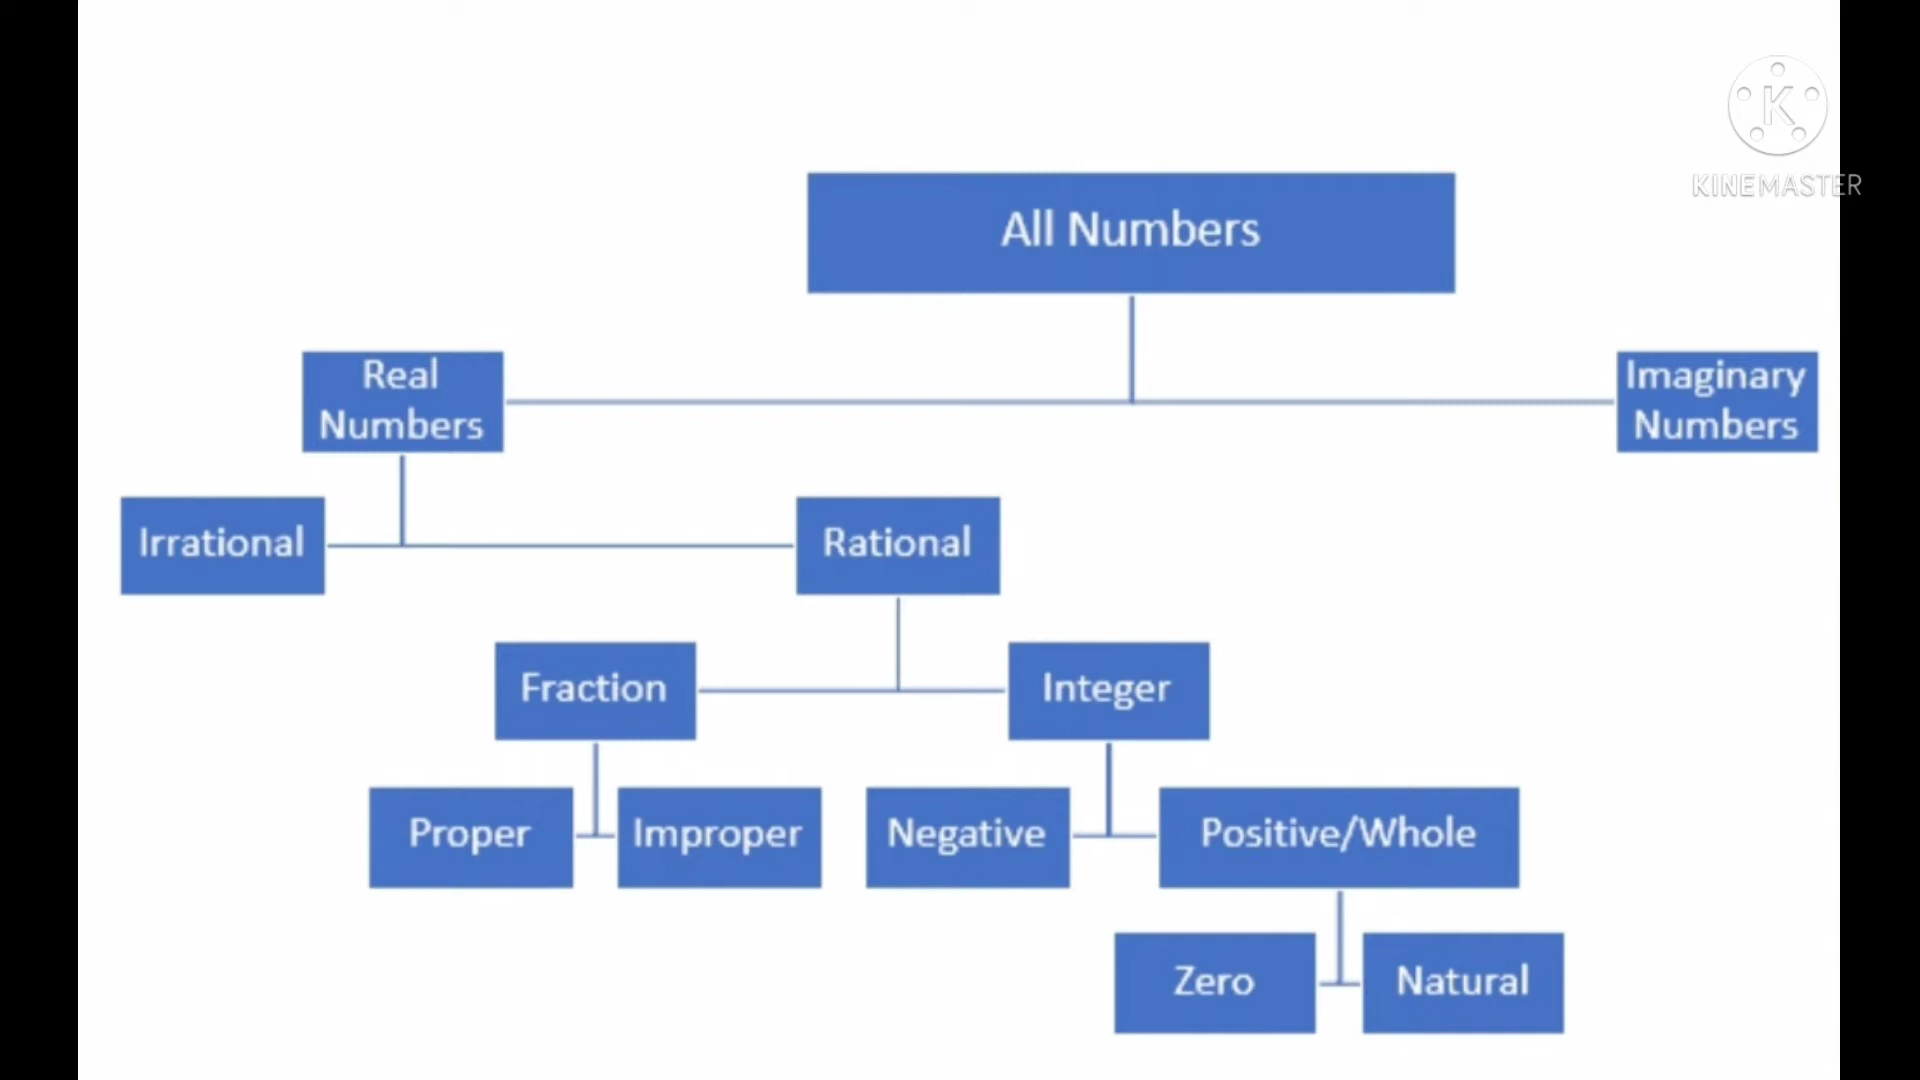 K
KINEMASTER
All Numbers
Real
Numbers
Imaginary
Numbers
Irrational
Rational
Fraction
Integer
Proper
Improper
Negative
Positive/Whole
Zero
Natural